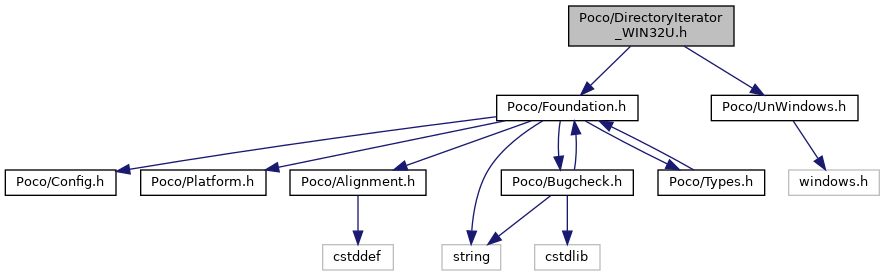 Poco/DirectoryIterator
_WIN32U.h
Poco/Foundation.h
Poco/UnWindows.h
Poco/Config.h
Poco/Platform.h
Poco/Alignment.h
Poco/Bugcheck.h
Poco/Types.h
windows.h
cstddef
string
cstdlib